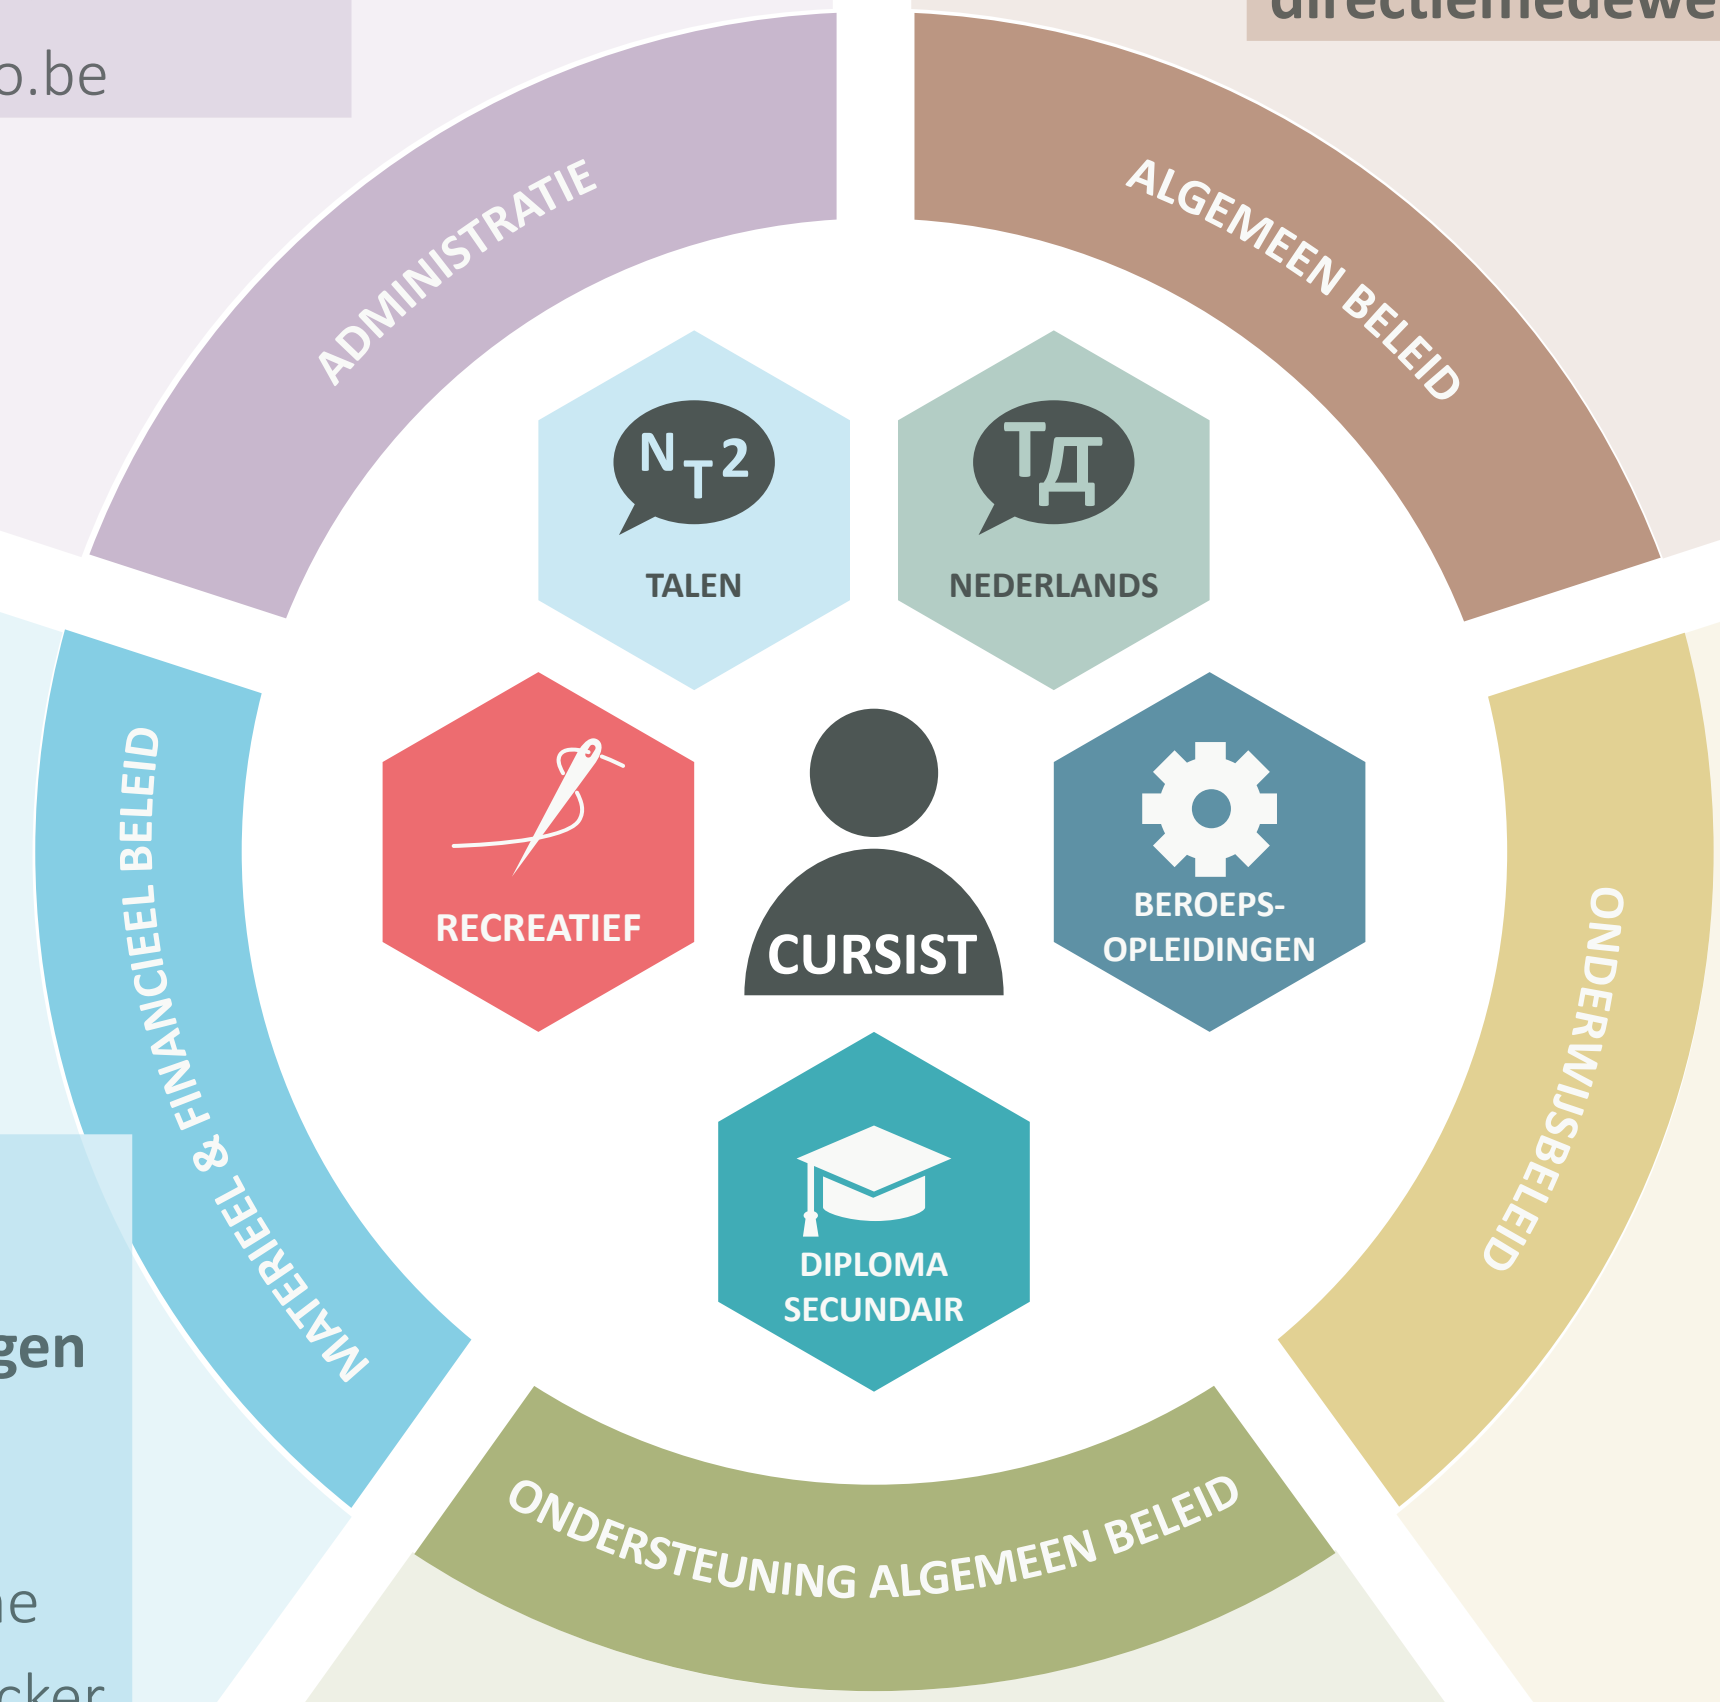 o.be
ADMINISTRATIE
ALGEMEEN BELEID
NT2
TALEN
TД
NEDERLANDS
RECREATIEF
CURSIST
BEROEPS-
OPLEIDINGEN
DIPLOMA
SECUNDAIR
MATERIEEL & FINANCIEEL BELEID
ONDERWIJSBELEID
ONDERSTEUNING ALGEMEEN BELEID
gen